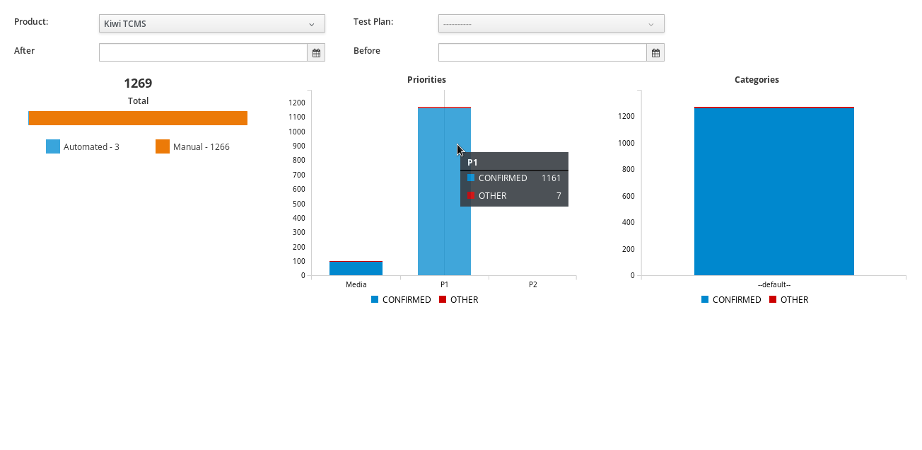 Product:
Kiwi TCMS
Test Plan:
----------
After
Before
1269
Total
Automated - 3
Manual - 1266
Priorities
1200
1100
1000
900
800
700
600
500
400
300
200
100
0
Media
P1
P2
P1
CONFIRMED 1161
OTHER 7
CONFIRMED
OTHER
Categories
1200
1000
800
600
400
200
0
--default--
CONFIRMED
OTHER